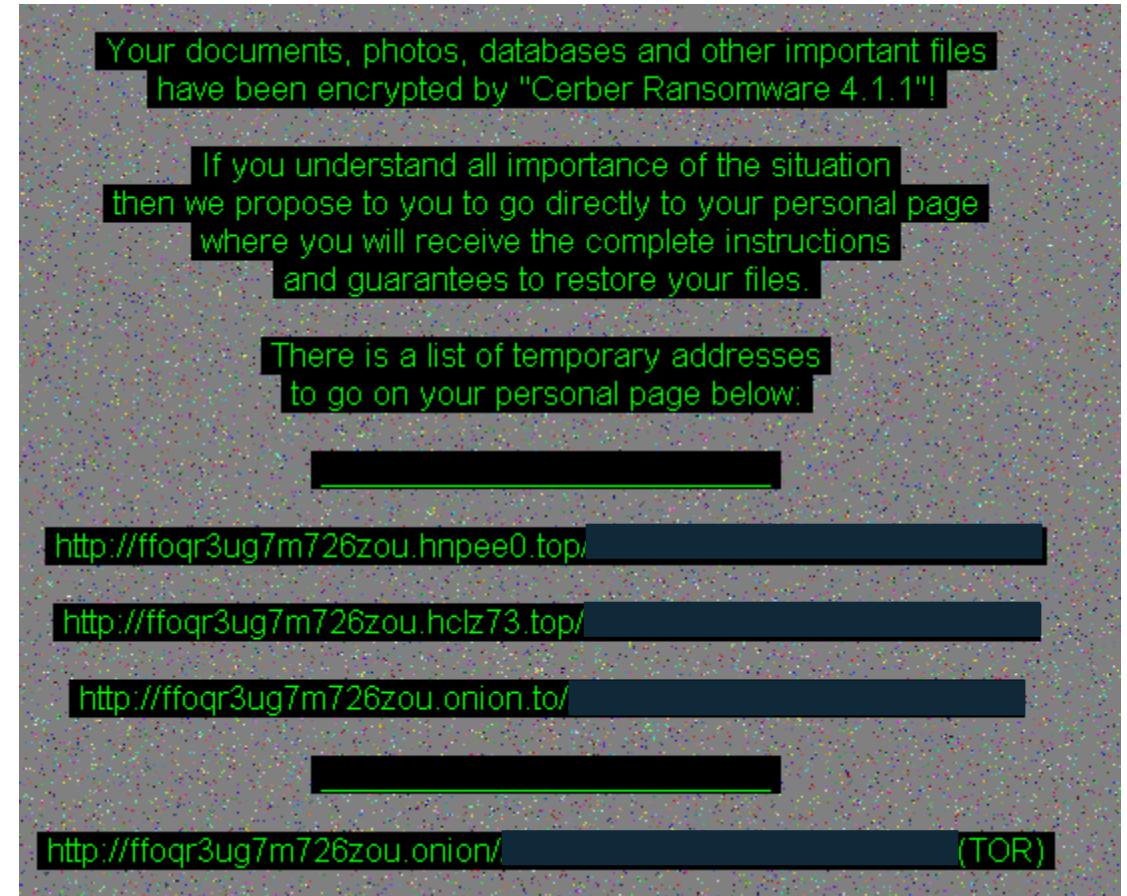 Your documents, photos, databases and other important files
have been encrypted by "Cerber Ransomware 4.1.1"!
If you understand all importance of the situation
then we propose to you to go directly to your personal page
where you will receive the complete instructions
and guarantees to restore your files.
There is a list of temporary addresses
to go on your personal page below:
http://ffoqr3ug7m726zou.hnpee0.top/
http://ffoqr3ug7m726zou.hclz73.top/
http://ffoqr3ug7m726zou.onion.to/
http://ffoqr3ug7m726zou.onion/ (TOR)